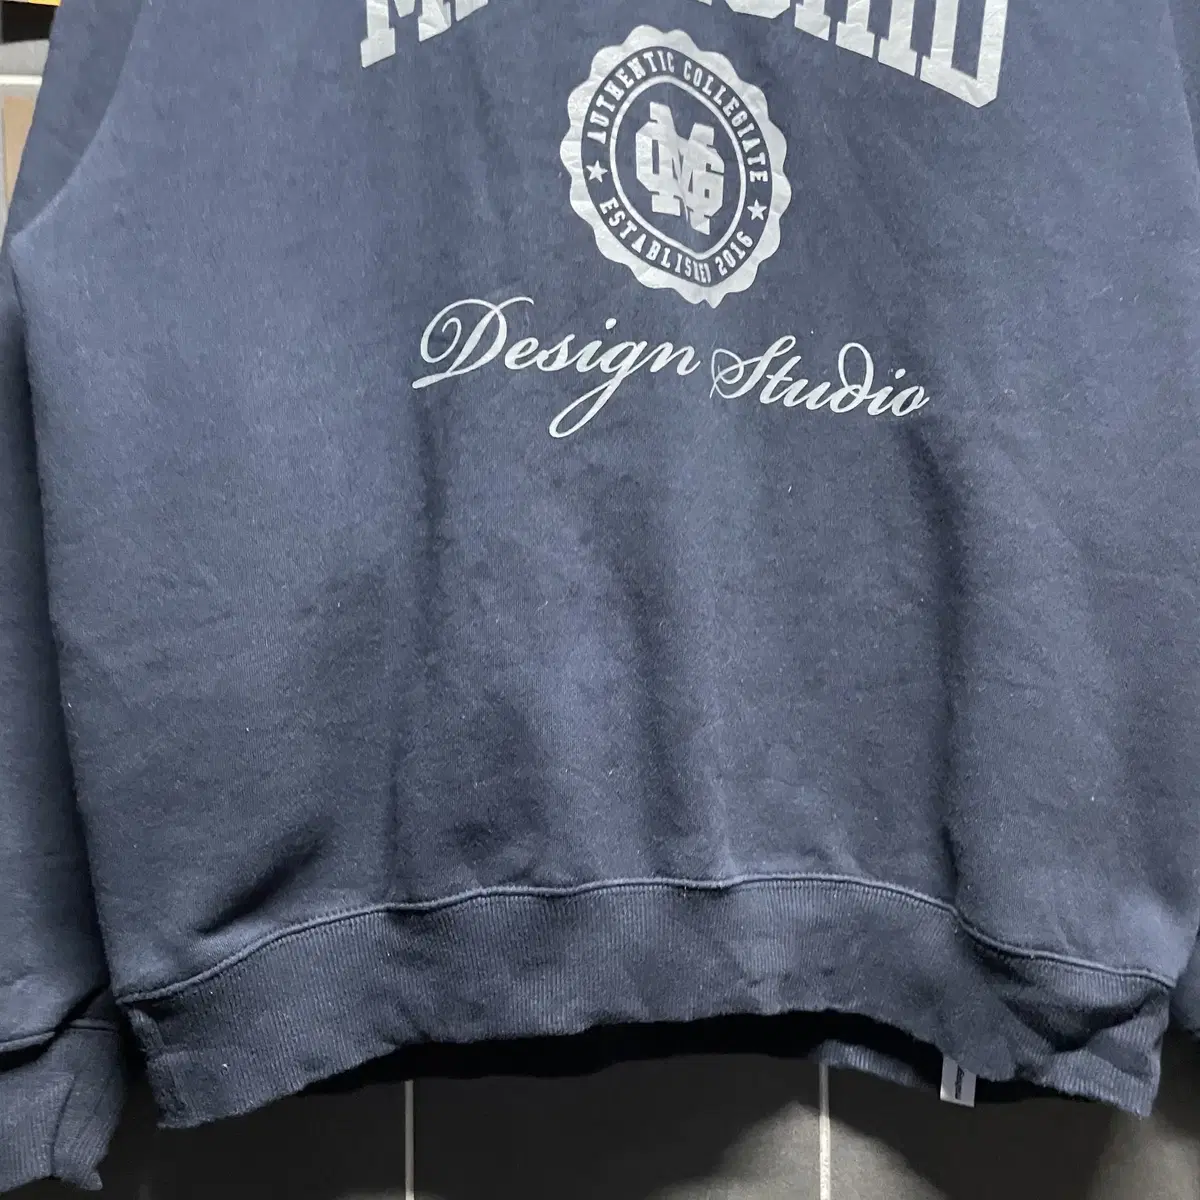 AUTHENTIC COLLEGIATE
ESTABLISHED 2016
Design Studio